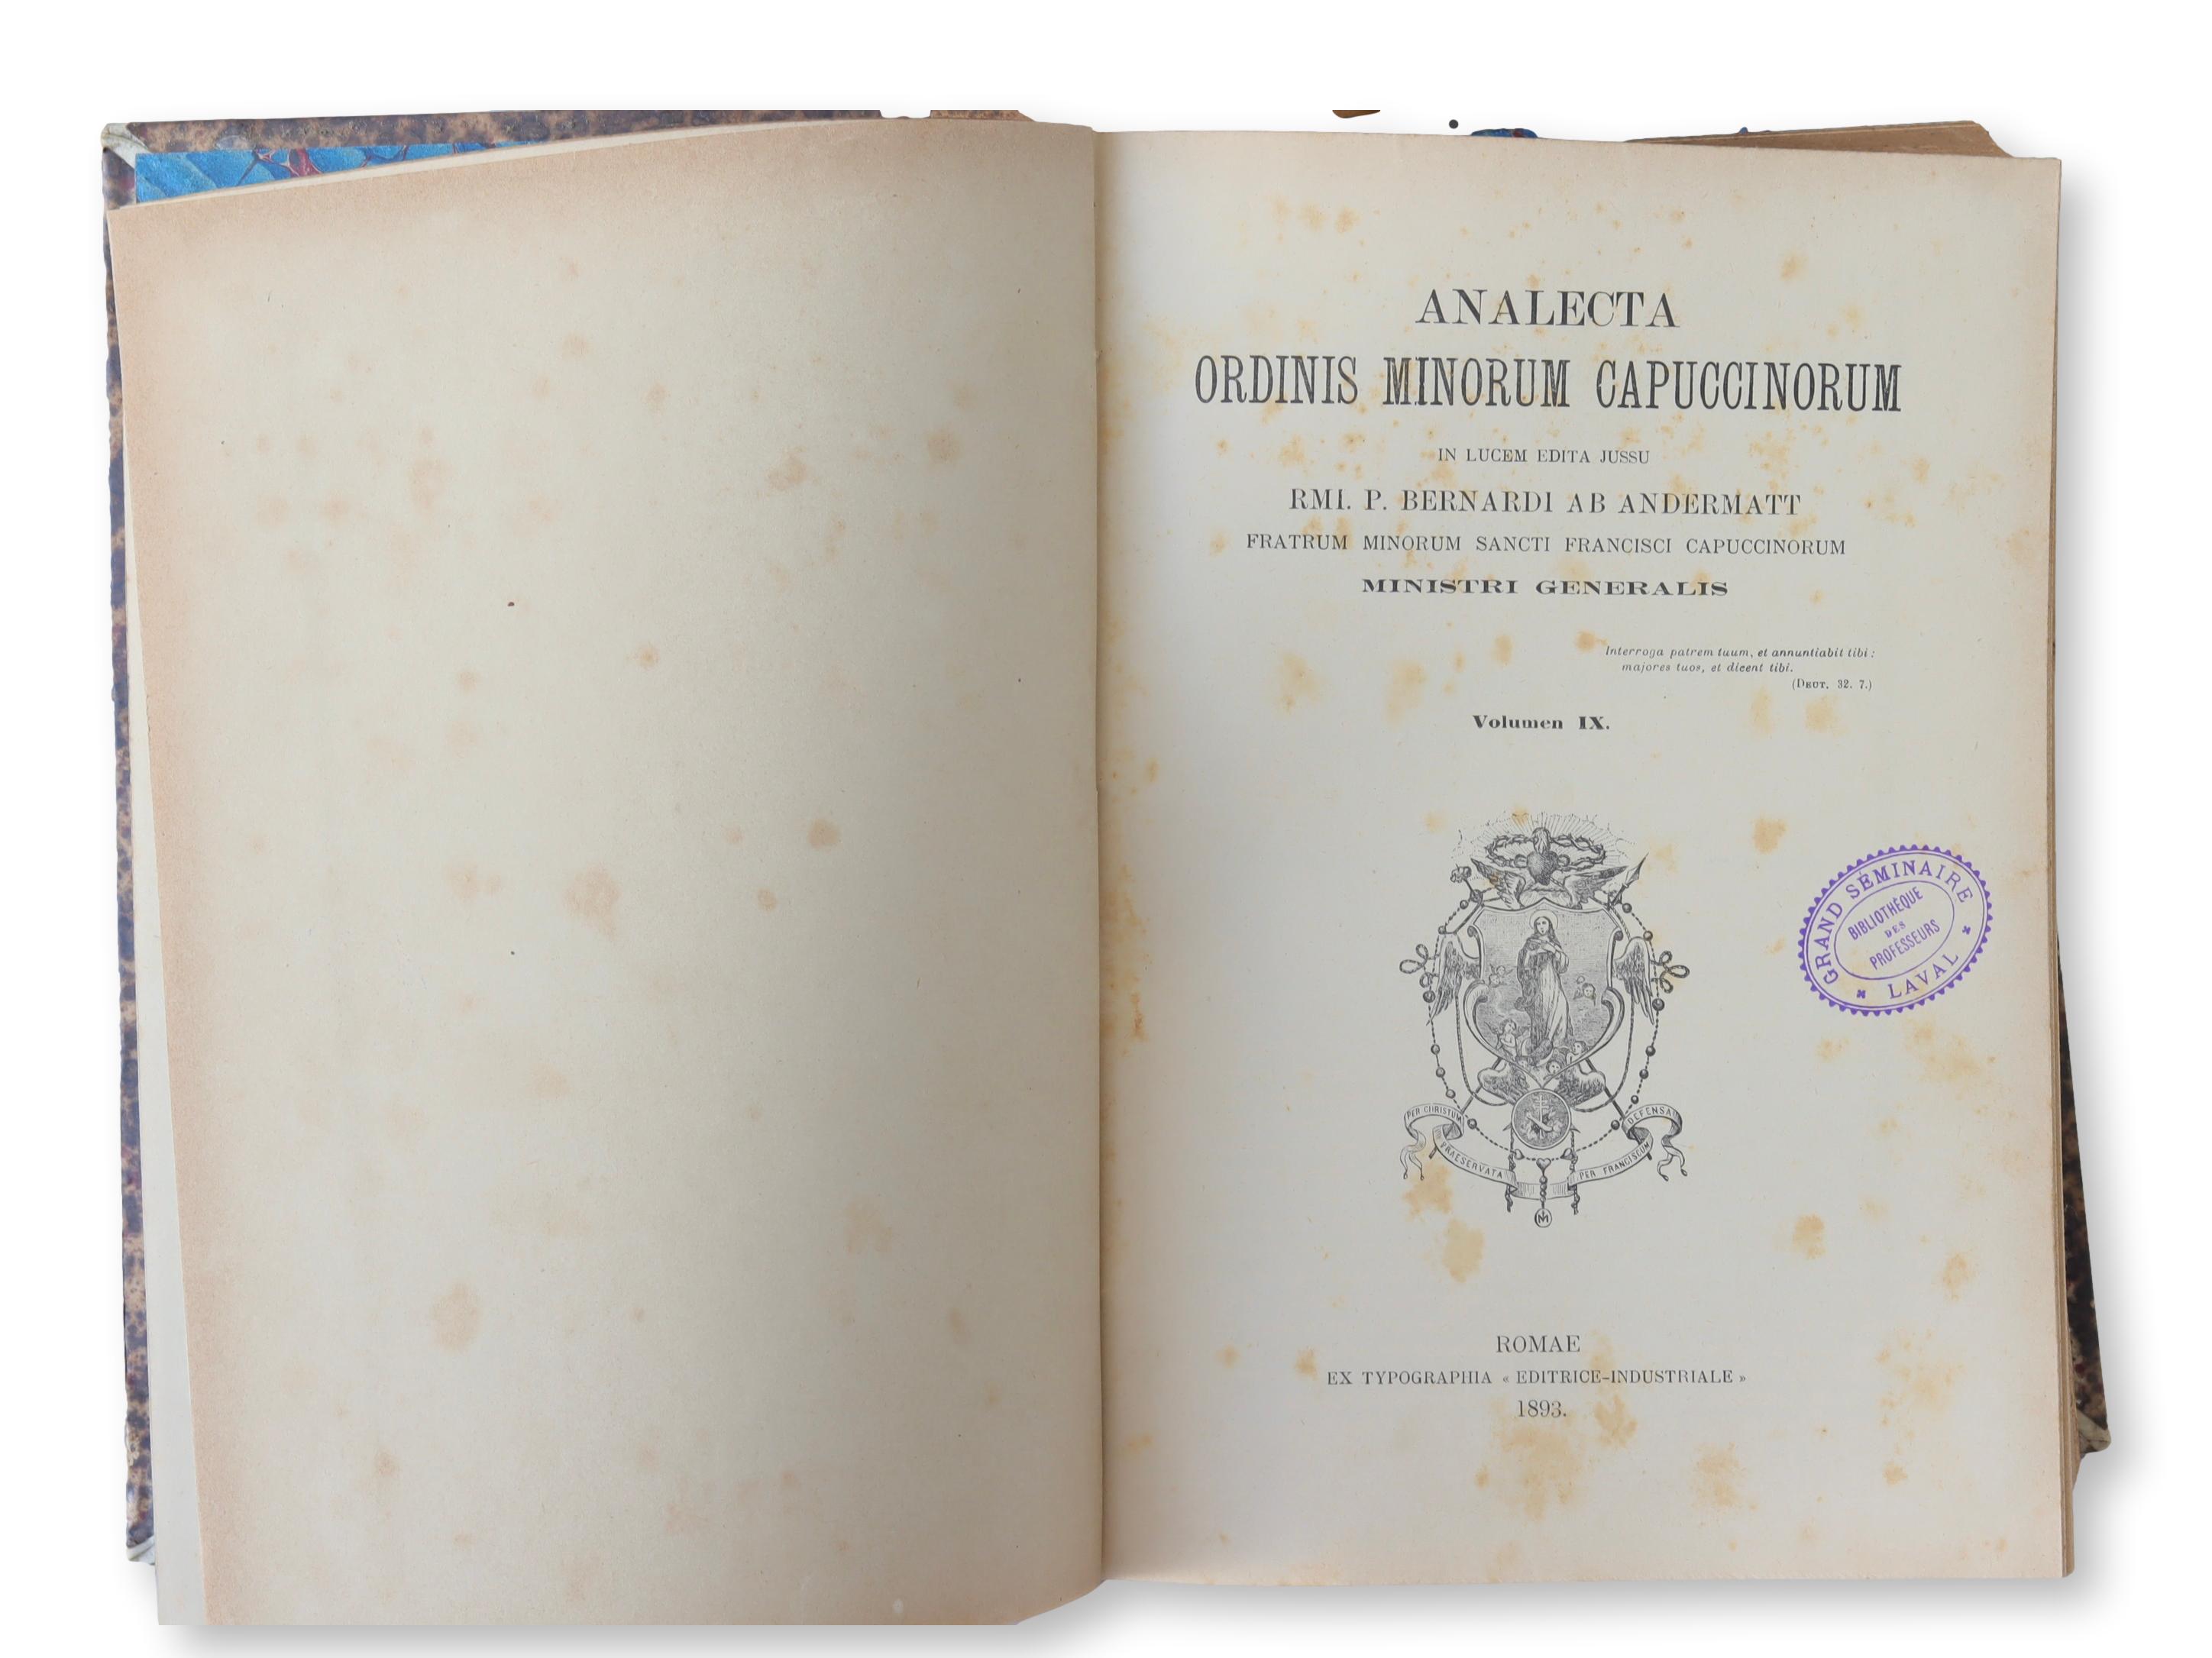 ANALECTA
ORDINIS MINORUM CAPUCCINORUM
IN LUCEM EDITA JUSSU
RMI. P. BERNARDI AB ANDERMATT
FRATRUM MINORUM SANCTI FRANCISCI CAPUCCINORUM
MINISTRI GENERALIS
Interroga patrem tuum, et annuntiabit tibi:
majores tuos, et dicent tibi.
(DEUT. 32. 7.)
Volumen IX.
PER CHRISTUM
PRAESERVATA
PER FRANCISCUM
DEFENSA
GRAND SÉMINAIRE
BIBLIOTHÈQUE
DES
PROFESSEURS
LAVAL
ROMAE
EX TYPOGRAPHIA « EDITRICE-INDUSTRIALE »
1893.